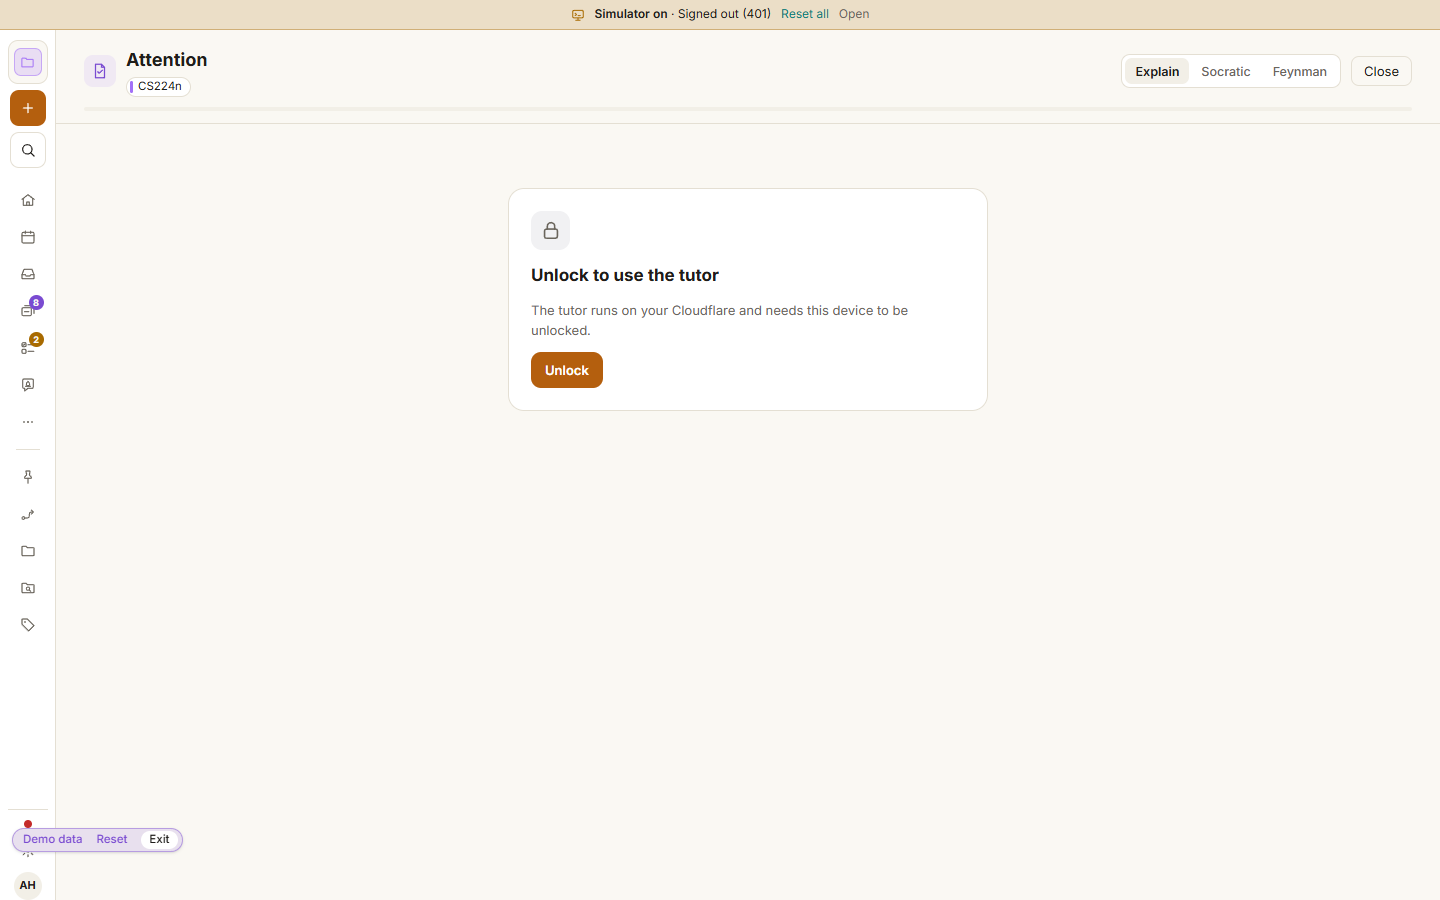 Simulator on · Signed out (401) Reset all Open
Attention
CS224n
Explain Socratic Feynman Close
8
2
Unlock to use the tutor
The tutor runs on your Cloudflare and needs this device to be
unlocked.
Unlock
Demo data Reset Exit
AH